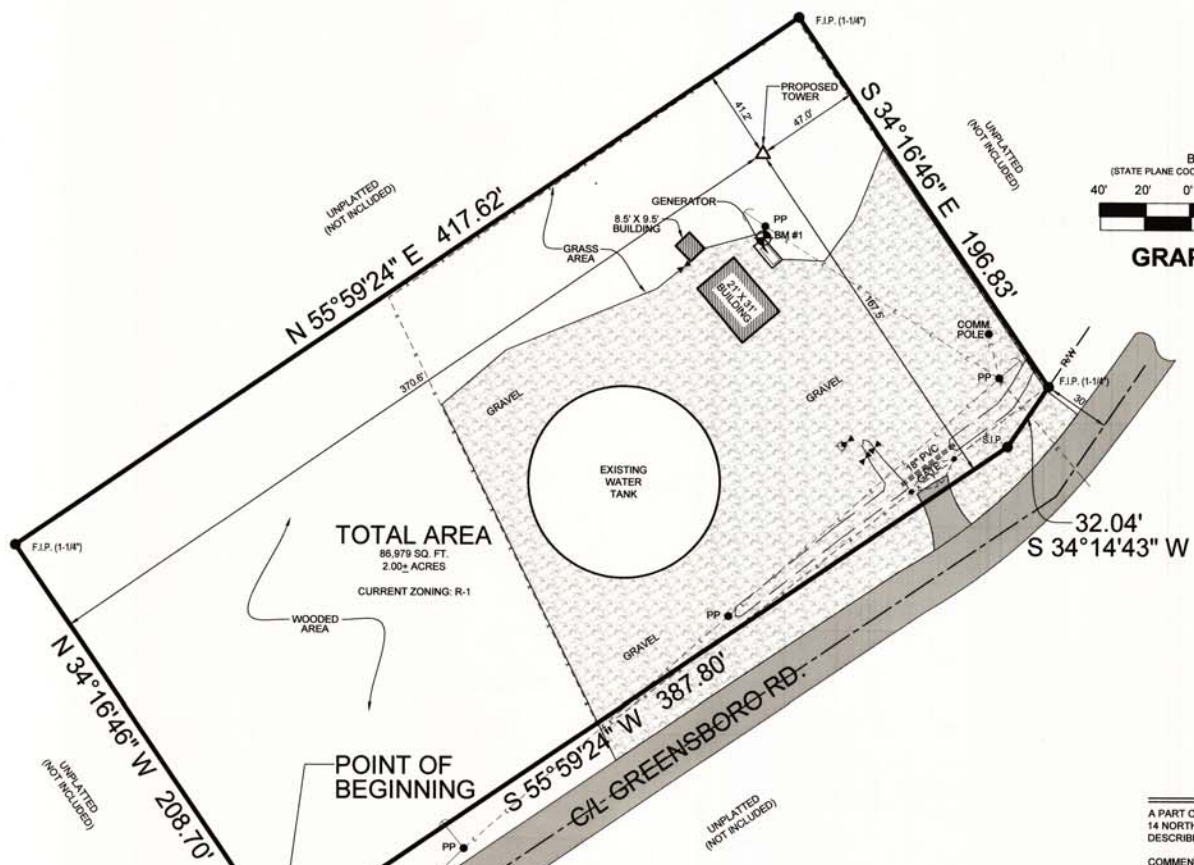 F.I.P. (1-1/4")
PROPOSED
TOWER
41.2'
47.0'
S 34°16'46" E 196.83'
UNPLATTED
(NOT INCLUDED)
UNPLATTED
(NOT INCLUDED)
N 55°59'24" E 417.62'
(STATE PLANE
40' 20' 0'
GENERATOR
8.5' X 9.5'
BUILDING
PP
BM #1
GRASS
AREA
21' X 31'
BUILDING
167.5'
COMM.
POLE
PP
R/W
F.I.P. (1-1/4")
30'
370.6'
GRAVEL
GRAVEL
S.I.P.
18" PVC
GATE
EXISTING
WATER
TANK
32.04'
S 34°14'43" W
F.I.P. (1-1/4")
TOTAL AREA
86,979 SQ. FT.
2.00± ACRES
CURRENT ZONING: R-1
WOODED
AREA
PP
GRAVEL
N 34°16'46" W 208.70'
S 55°59'24" W 387.80'
C/L GREENSBORO RD.
UNPLATTED
(NOT INCLUDED)
POINT OF
BEGINNING
UNPLATTED
(NOT INCLUDED)
PP
A PART
14 NORTH